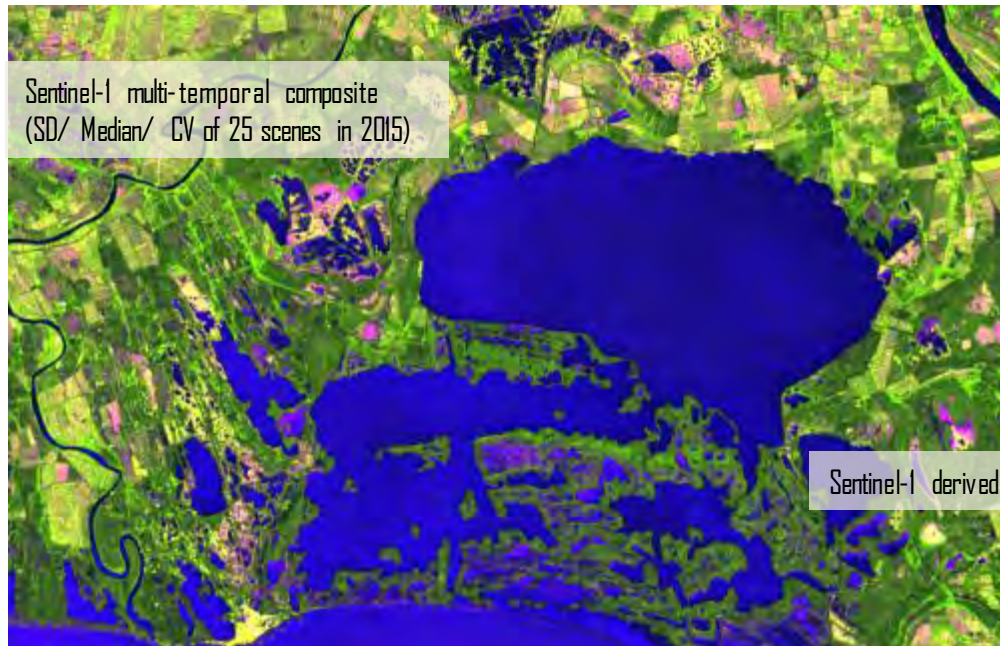 Sentinel-1 multi-temporal composite
(SD/ Median/ CV of 25 scenes in 2015)
Sentinel-1 derived